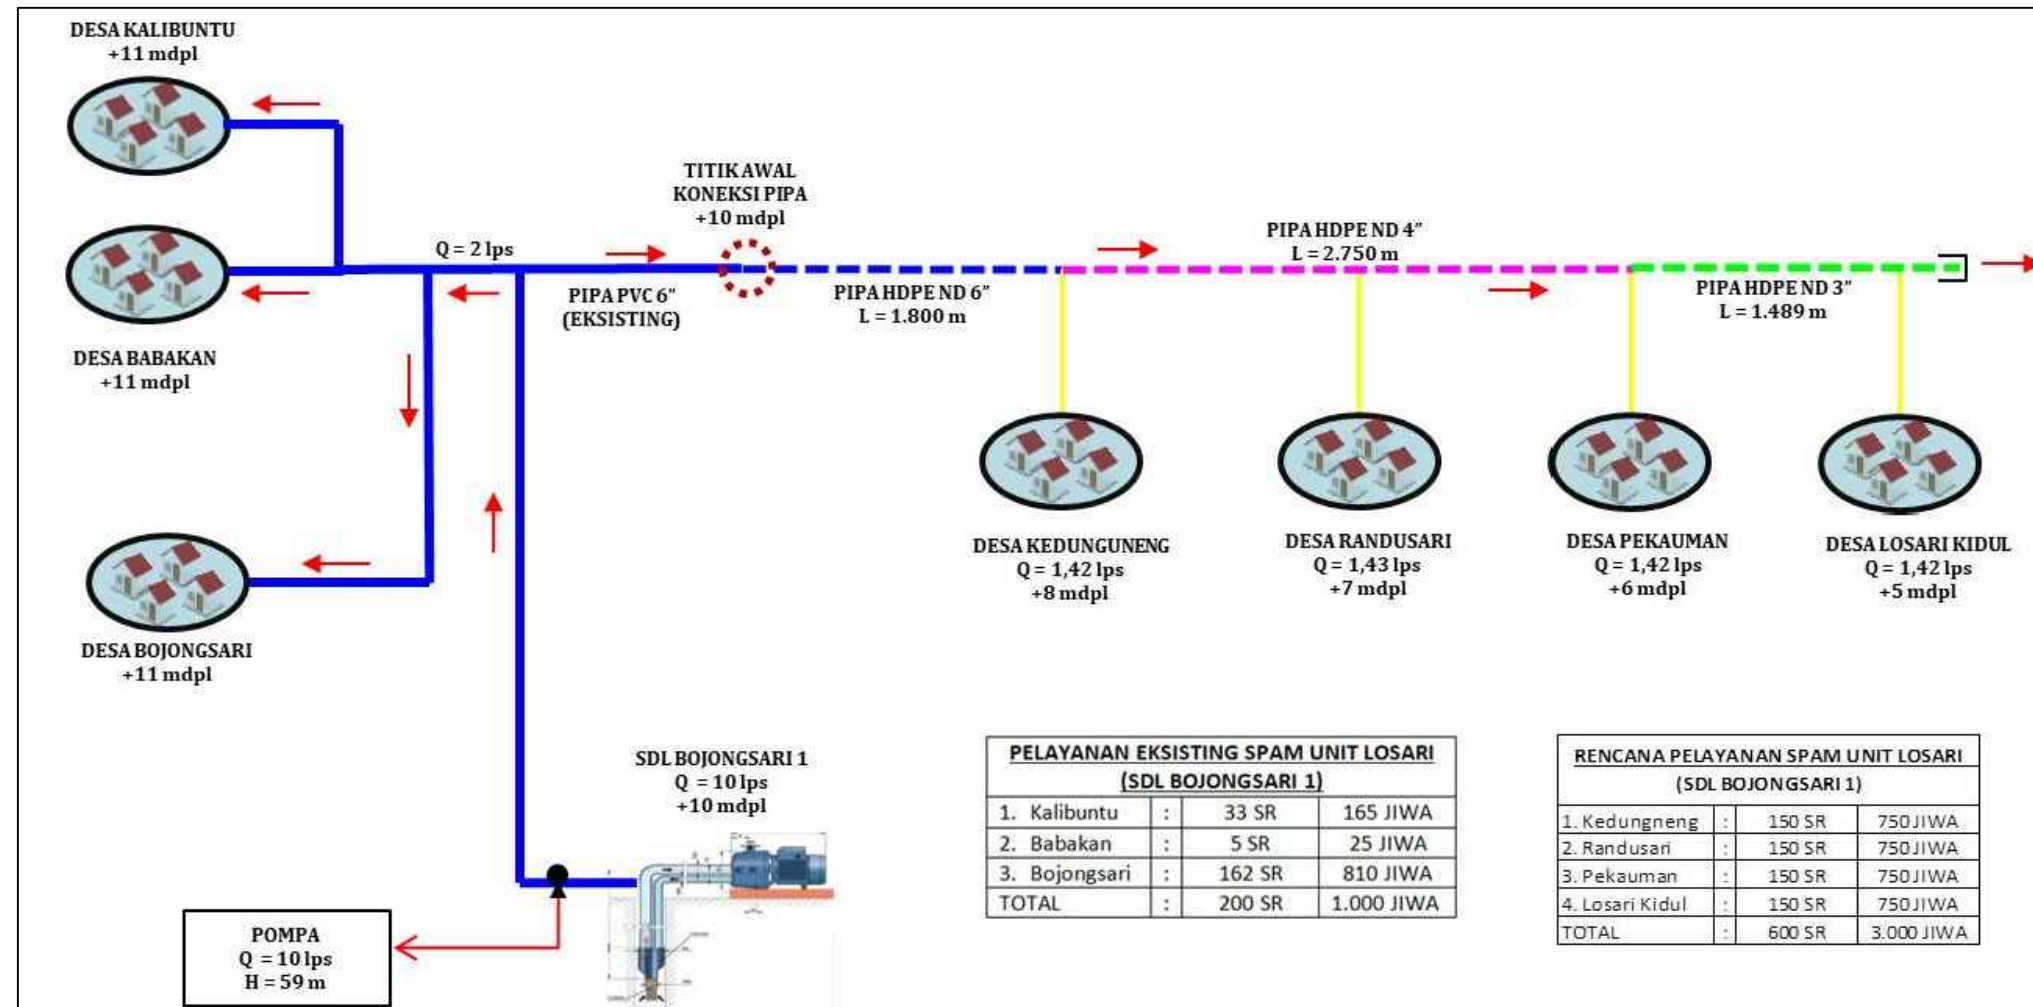 DESA KALIBUNTU
+11 mdpl
TITIK AWAL
KONEKSI PIPA
+10 mdpl
Q = 2 lps
PIPA PVC 6"
(EKSISTING)
PIPA HDPE ND 6"
L = 1.800 m
PIPA HDPE ND 4"
L = 2.750 m
PIPA HDPE ND 3"
L = 1.489 m
DESA BABAKAN
+11 mdpl
DESA KEDUNGUNENG
Q = 1,42 lps
+8 mdpl
DESA RANDUSARI
Q = 1,43 lps
+7 mdpl
DESA PEKAUMAN
Q = 1,42 lps
+6 mdpl
DESA LOSARI KIDUL
Q = 1,42 lps
+5 mdpl
DESA BOJONGSARI
+11 mdpl
SDL BOJONGSARI 1
Q = 10 lps
+10 mdpl
POMPA
Q = 10 lps
H = 59 m
PELAYANAN EKSISTING SPAM UNIT LOSARI
(SDL BOJONGSARI 1)
1. Kalibuntu : 33 SR 165 JIWA
2. Babakan : 5 SR 25 JIWA
3. Bojongsari : 162 SR 810 JIWA
TOTAL : 200 SR 1.000 JIWA
RENCANA PELAYANAN SPAM UNIT LOSARI
(SDL BOJONGSARI 1)
1. Kedungneng : 150 SR 750 JIWA
2. Randusari : 150 SR 750 JIWA
3. Pekauman : 150 SR 750 JIWA
4. Losari Kidul : 150 SR 750 JIWA
TOTAL : 600 SR 3.000 JIWA